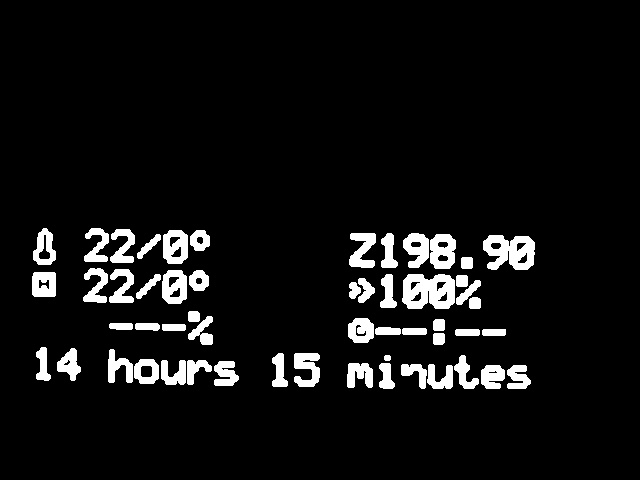 22/0° Z198.90
22/0° »100%
---% --:--
14 hours 15 minutes